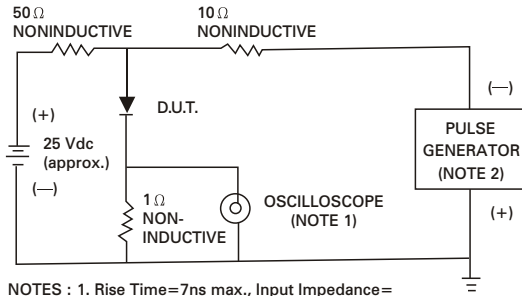 50Ω
NONINDUCTIVE
10Ω
NONINDUCTIVE
(+)
25 Vdc
(approx.)
(—)
D.U.T.
1Ω
NON-
INDUCTIVE
OSCILLOSCOPE
(NOTE 1)
(—)
PULSE
GENERATOR
(NOTE 2)
(+)
NOTES : 1. Rise Time=7ns max., Input Impedance=